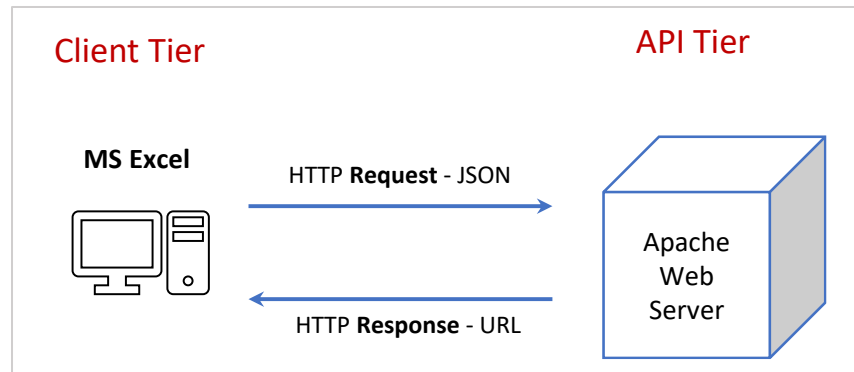 Client Tier
API Tier
MS Excel
HTTP Request - JSON
Apache
Web
Server
HTTP Response - URL